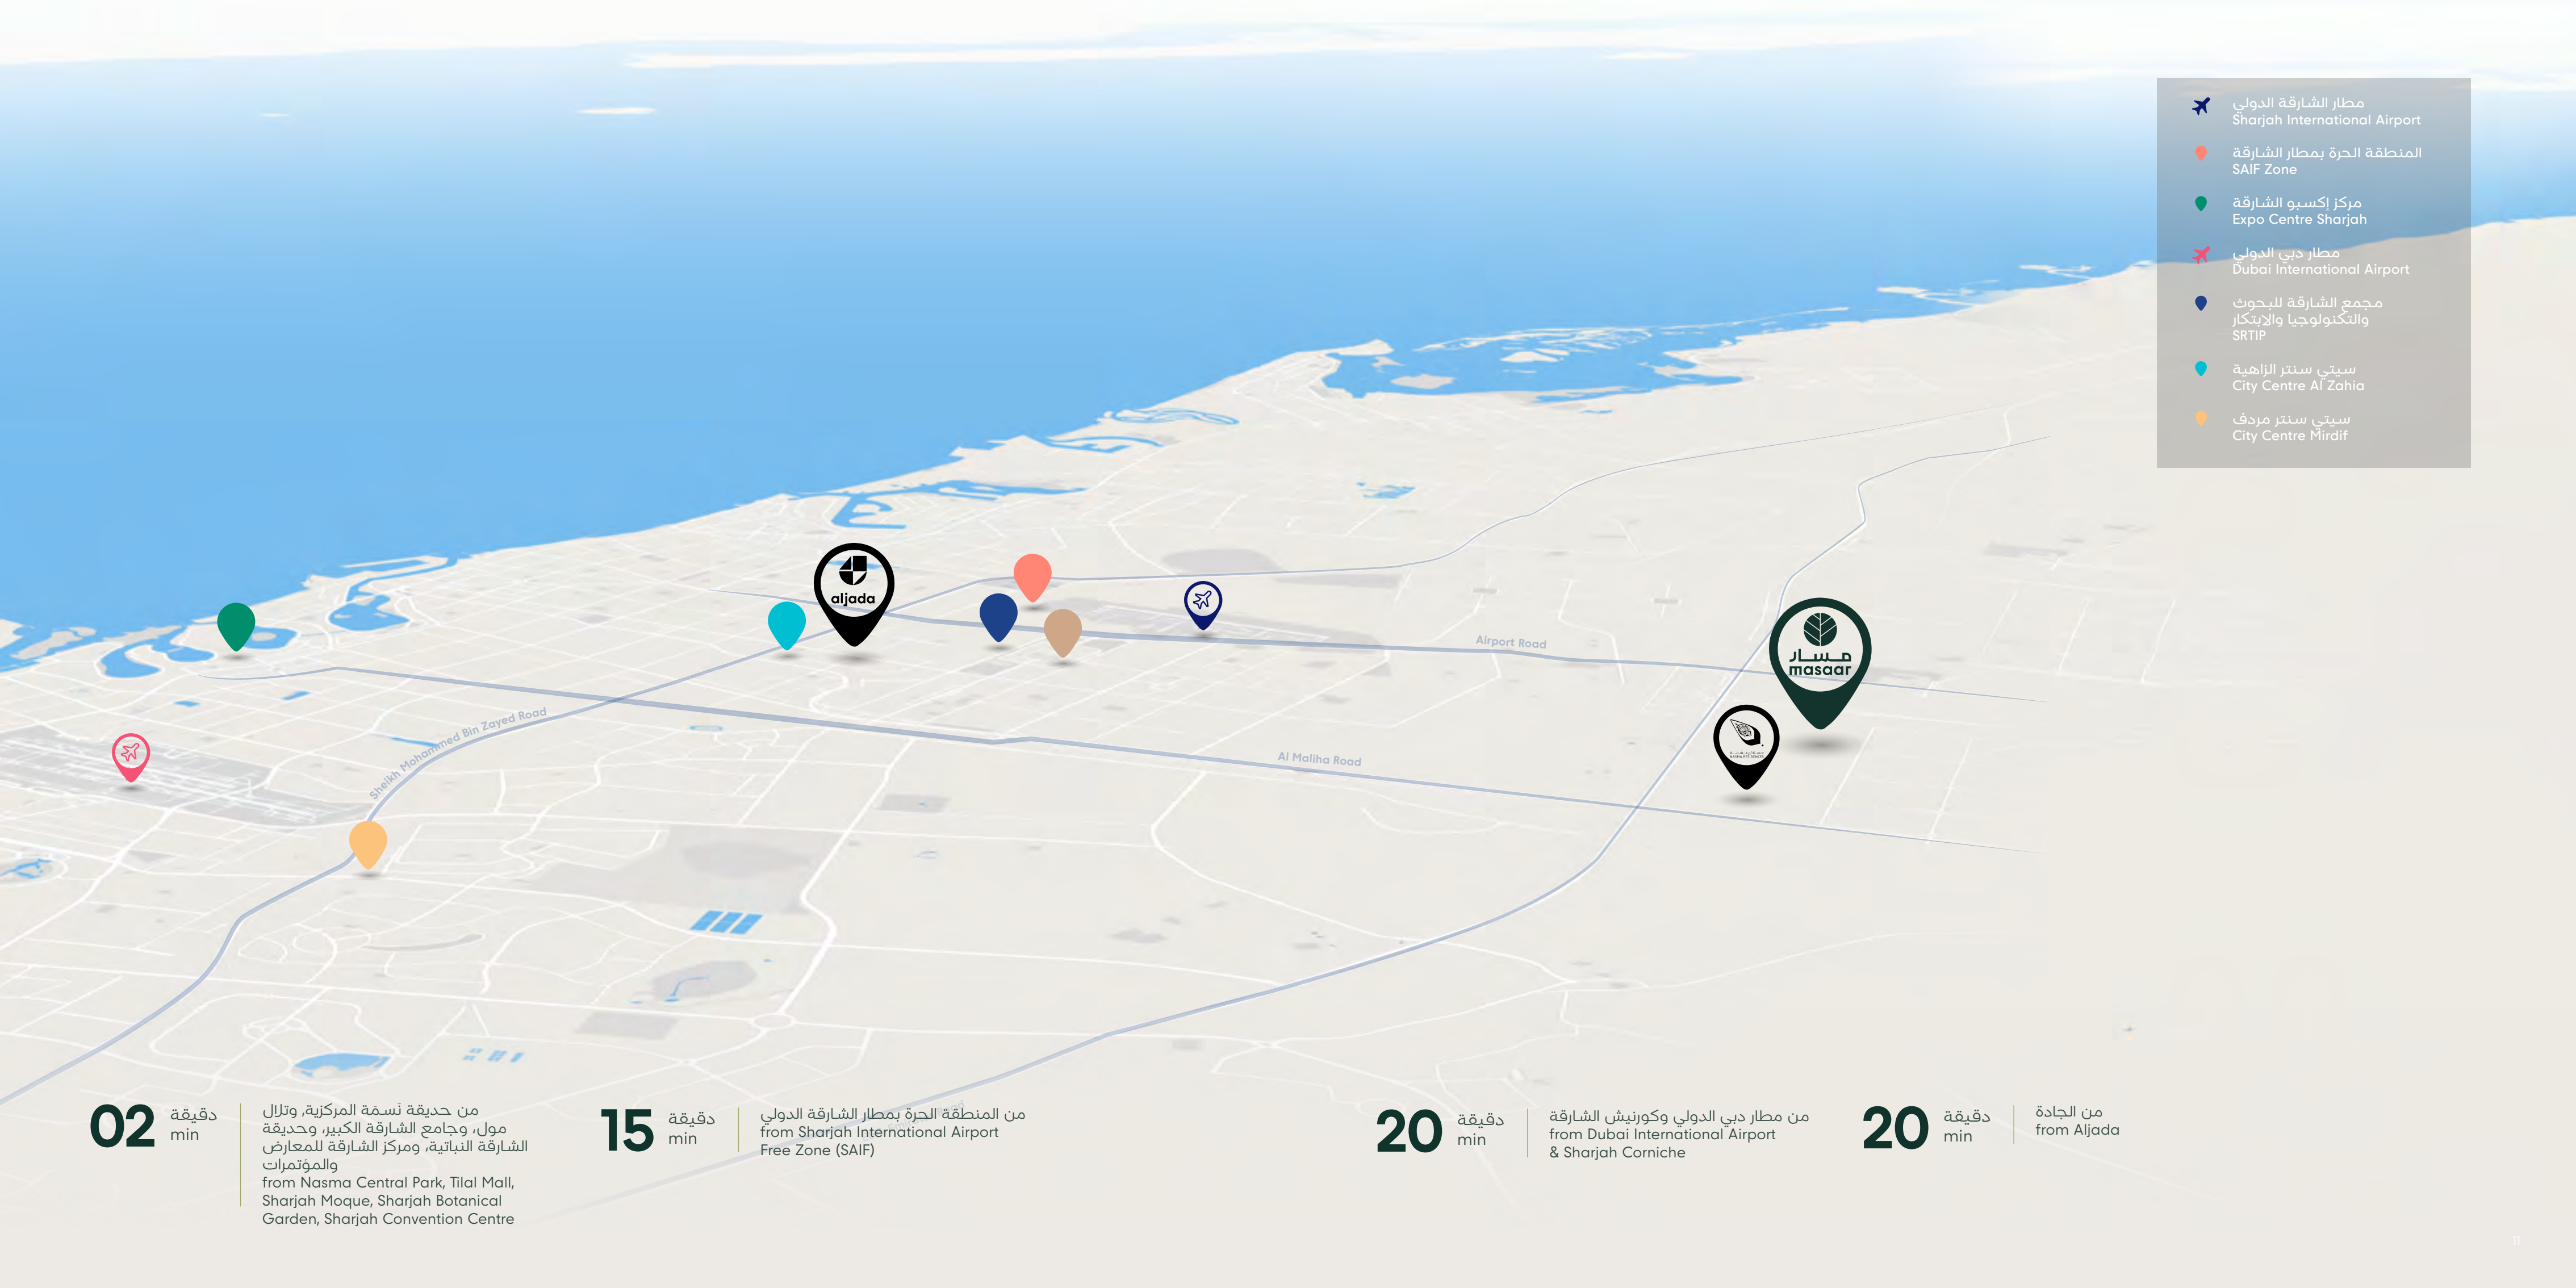 مطار الشارقة الدولي
Sharjah International Airport
المنطقة الحرة بمطار الشارقة
SAIF Zone
مركز إكسبو الشارقة
Expo Centre Sharjah
مطار دبي الدولي
Dubai International Airport
مجمع الشارقة للبحوث
والتكنولوجيا والابتكار
SRTIP
سيتي سنتر الزاهية
City Centre Al Zahia
سيتي سنتر مردف
City Centre Mirdif
aljada
Airport Road
مسار
masaar
Sheikh Mohammed Bin Zayed Road
Al Maliha Road
02
دقيقة
min
من حديقة نَسمَة المركزية, وتلال
مول، وجامع الشارقة الكبير، وحديقة
الشارقة النباتية، ومركز الشارقة للمعارض
والمؤتمرات
from Nasma Central Park, Tilal Mall,
Sharjah Moque, Sharjah Botanical
Garden, Sharjah Convention Centre
15
دقيقة
min
من المنطقة الحرة بمطار الشارقة الدولي
from Sharjah International Airport
Free Zone (SAIF)
20
دقيقة
min
من مطار دبي الدولي وكورنيش الشارقة
from Dubai International Airport
& Sharjah Corniche
20
دقيقة
min
من الجادة
from Aljada
11